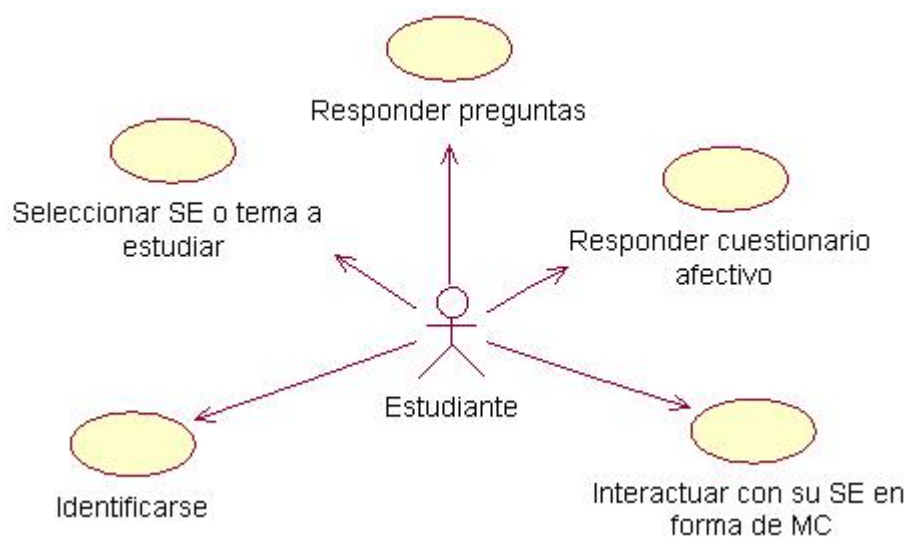 Responder preguntas
Seleccionar SE o tema a
estudiar
Responder cuestionario
afectivo
Estudiante
Identificarse
Interactuar con su SE en
forma de MC